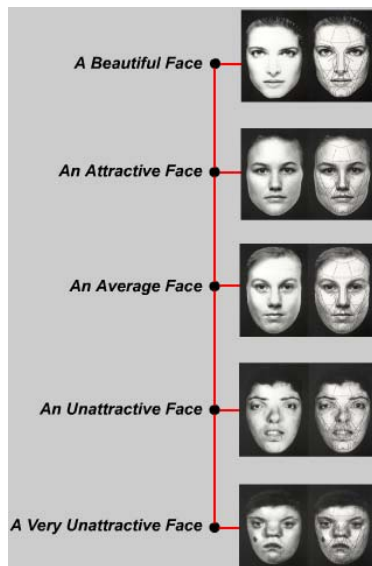 A Beautiful Face
An Attractive Face
An Average Face
An Unattractive Face
A Very Unattractive Face